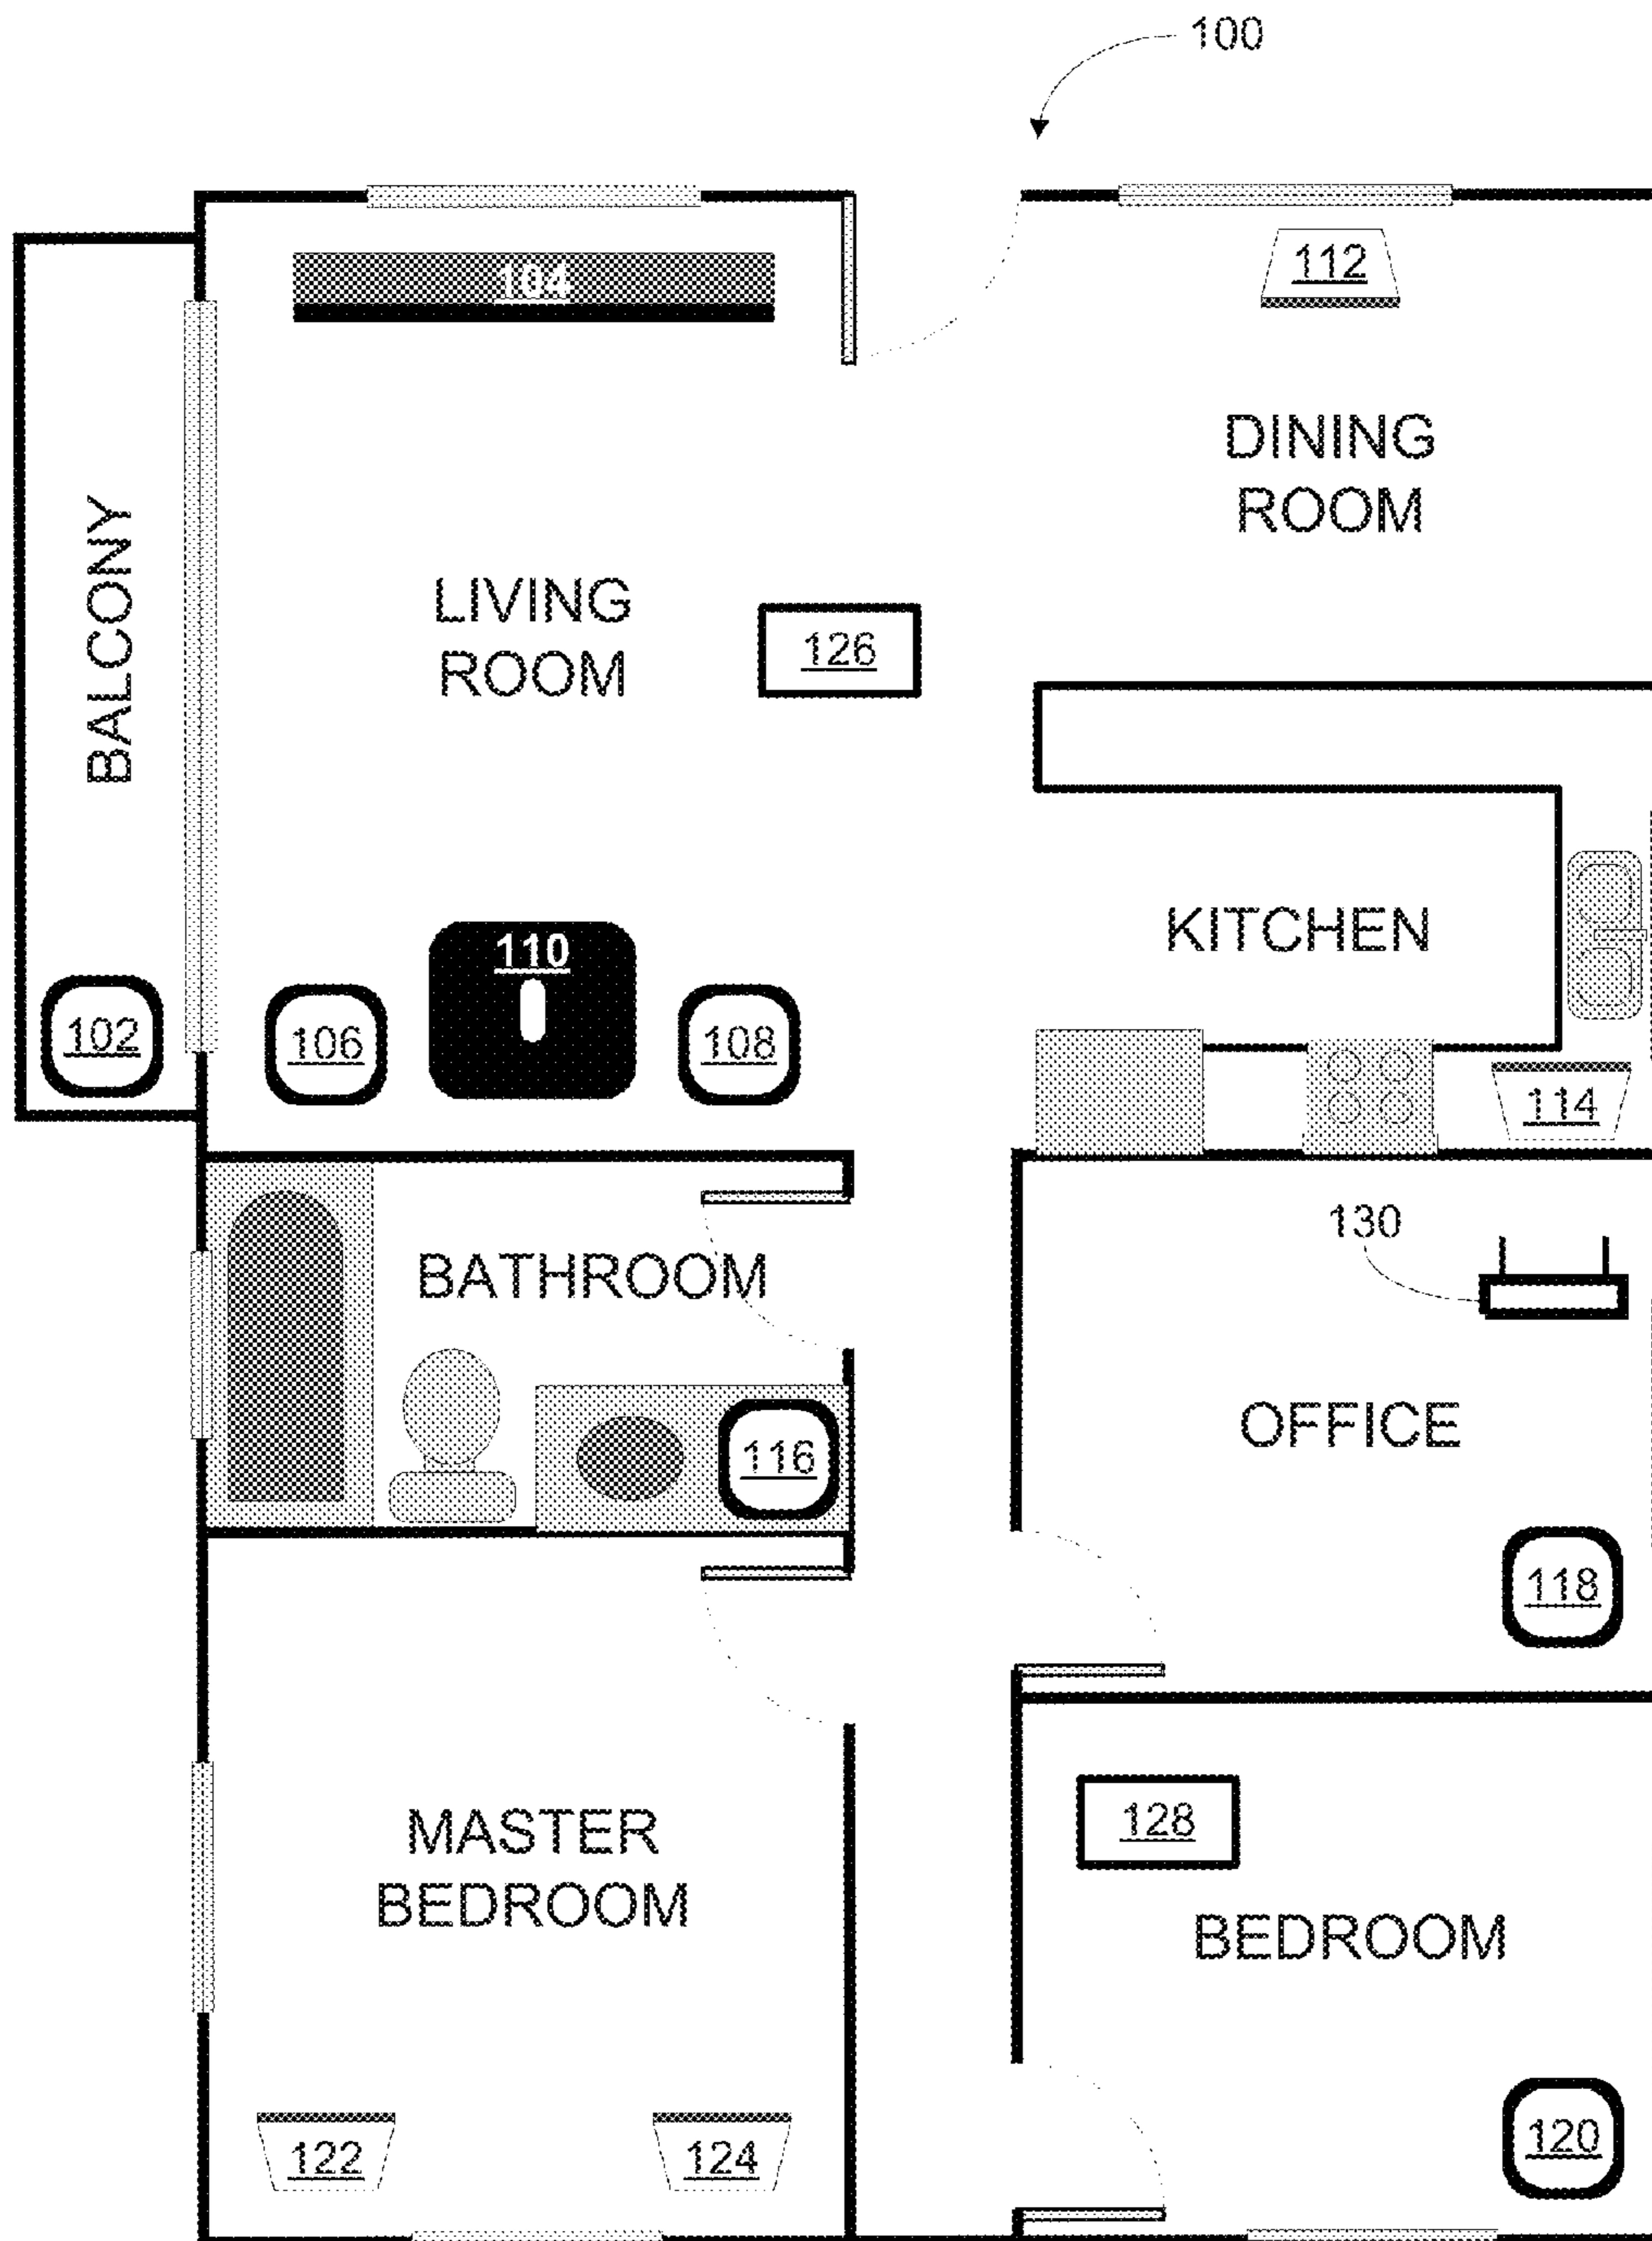 100
104
112
DINING
ROOM
BALCONY
LIVING
ROOM
126
KITCHEN
110
102
106
108
114
130
BATHROOM
OFFICE
116
118
128
MASTER
BEDROOM
BEDROOM
122
124
120